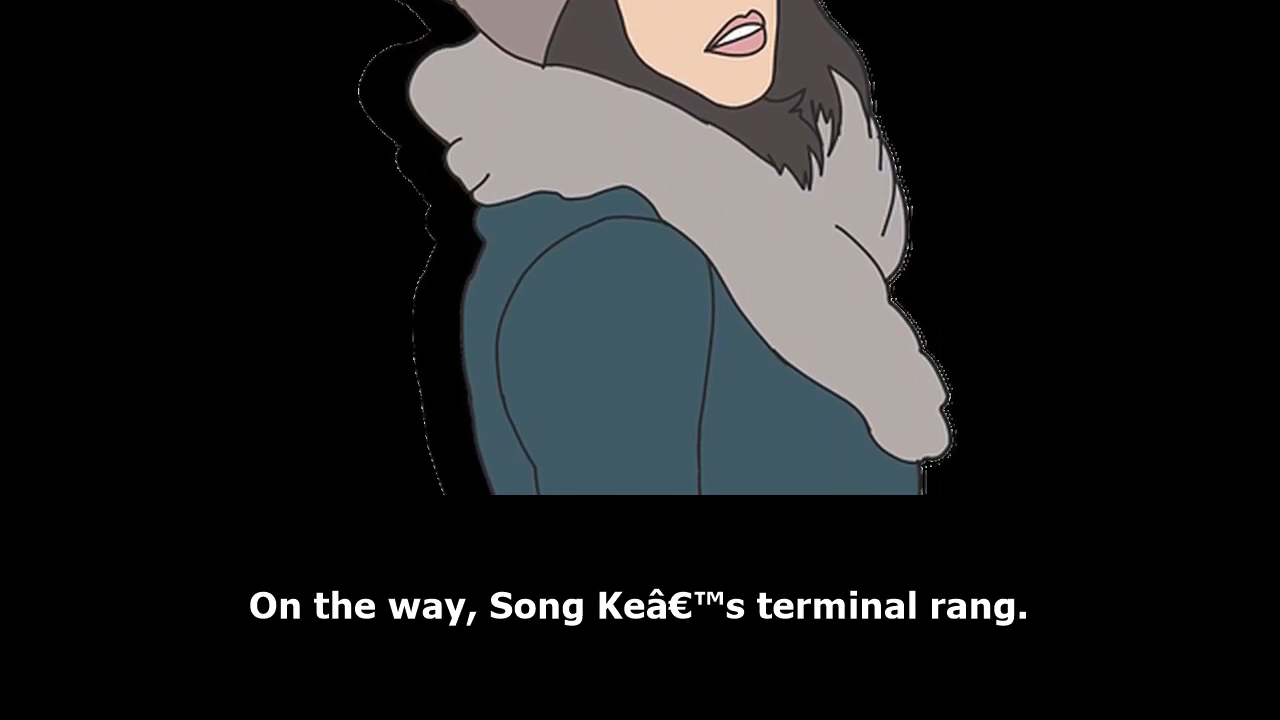 On the way, Song Keâ€™s terminal rang.